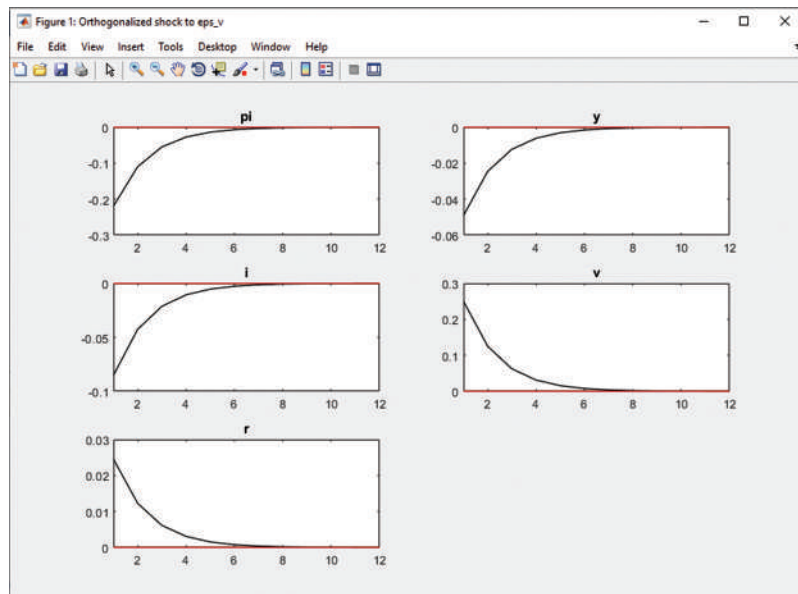 Figure 1: Orthogonalized shock to eps_v
File Edit View Insert Tools Desktop Window Help
pi
0
-0.1
-0.2
-0.3
2 4 6 8 10 12
y
0
-0.02
-0.04
-0.06
2 4 6 8 10 12
i
0
-0.05
-0.1
2 4 6 8 10 12
v
0.3
0.2
0.1
0
2 4 6 8 10 12
r
0.03
0.02
0.01
0
2 4 6 8 10 12